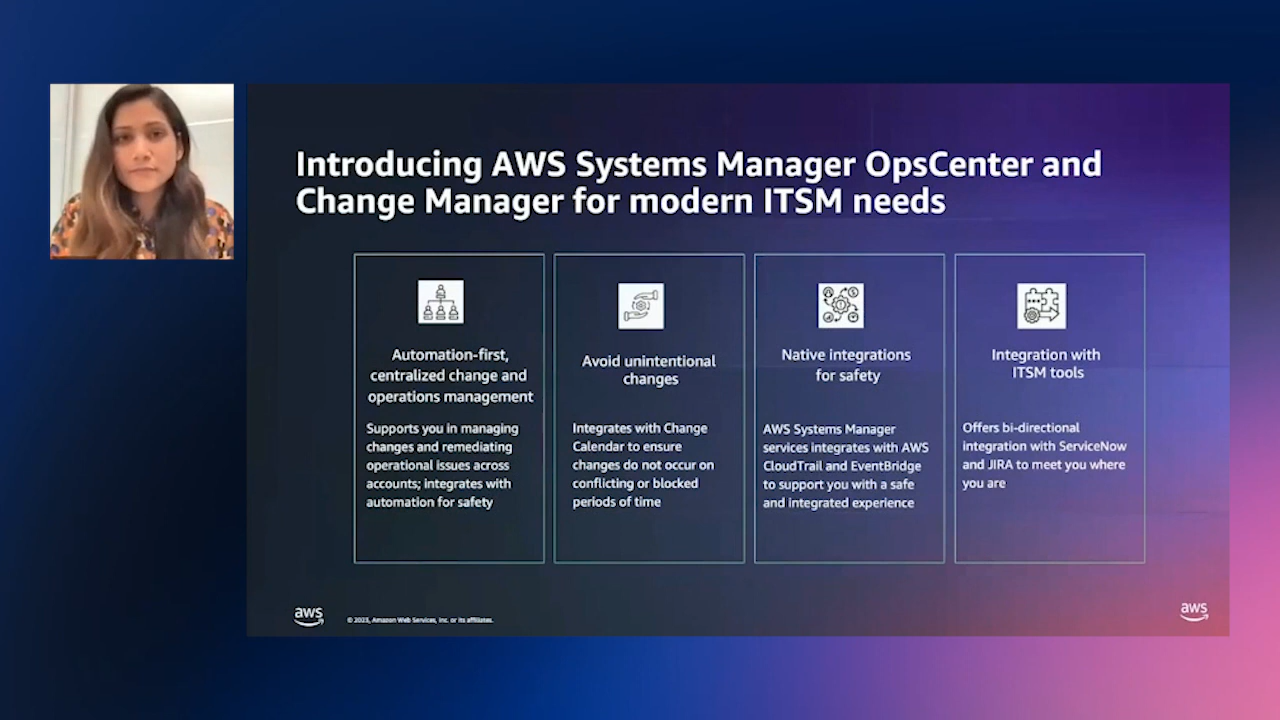 Introducing AWS Systems Manager OpsCenter and
Change Manager for modern ITSM needs
Automation-first,
centralized change and
operations management
Supports you in managing
changes and remediating
operational issues across
accounts; integrates with
automation for safety
Avoid unintentional
changes
Integrates with Change
Calendar to ensure
changes do not occur on
conflicting or blocked
periods of time
Native integrations
for safety
AWS Systems Manager
services integrates with AWS
CloudTrail and EventBridge
to support you with a safe
and integrated experience
Integration with
ITSM tools
Offers bi-directional
integration with ServiceNow
and JIRA to meet you where
you are
aws
© 2023, Amazon Web Services, Inc. or its affiliates.
aws